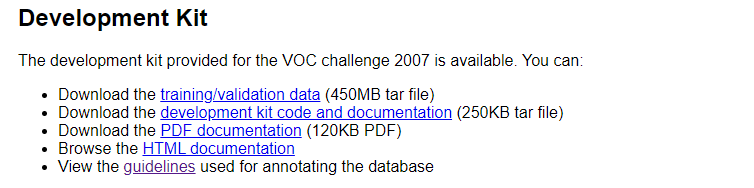 Development Kit
The development kit provided for the VOC challenge 2007 is available. You can:
• Download the training/validation data (450MB tar file)
• Download the development kit code and documentation (250KB tar file)
• Download the PDF documentation (120KB PDF)
• Browse the HTML documentation
• View the guidelines used for annotating the database